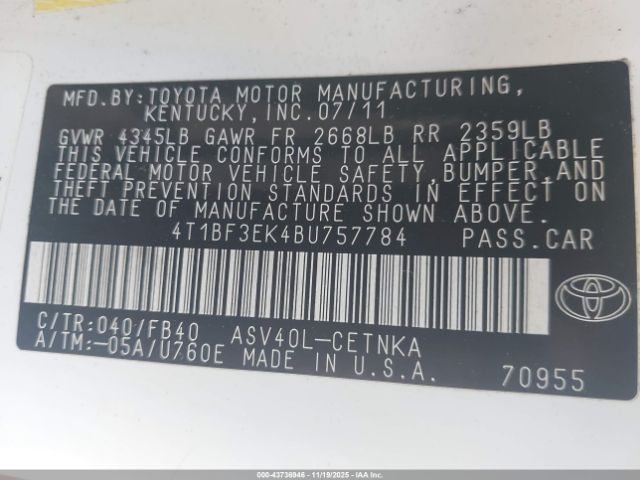 MFD.BY:TOYOTA MOTOR MANUFACTURING,
KENTUCKY,INC.07/11
GVWR 4345LB GAWR FR 2668LB RR 2359LB
THIS VEHICLE CONFORMS TO ALL APPLICABLE
FEDERAL MOTOR VEHICLE SAFETY,BUMPER,AND
THEFT PREVENTION STANDARDS IN EFFECT ON
THE DATE OF MANUFACTURE SHOWN ABOVE.
4T1BF3EK4BU757784 PASS.CAR
C/TR:040/FB40 ASV40L-CETNKA
A/TM:-05A/U760E MADE IN U.S.A.
70955
000-43736946 - 11/19/2025 - IAAI.com